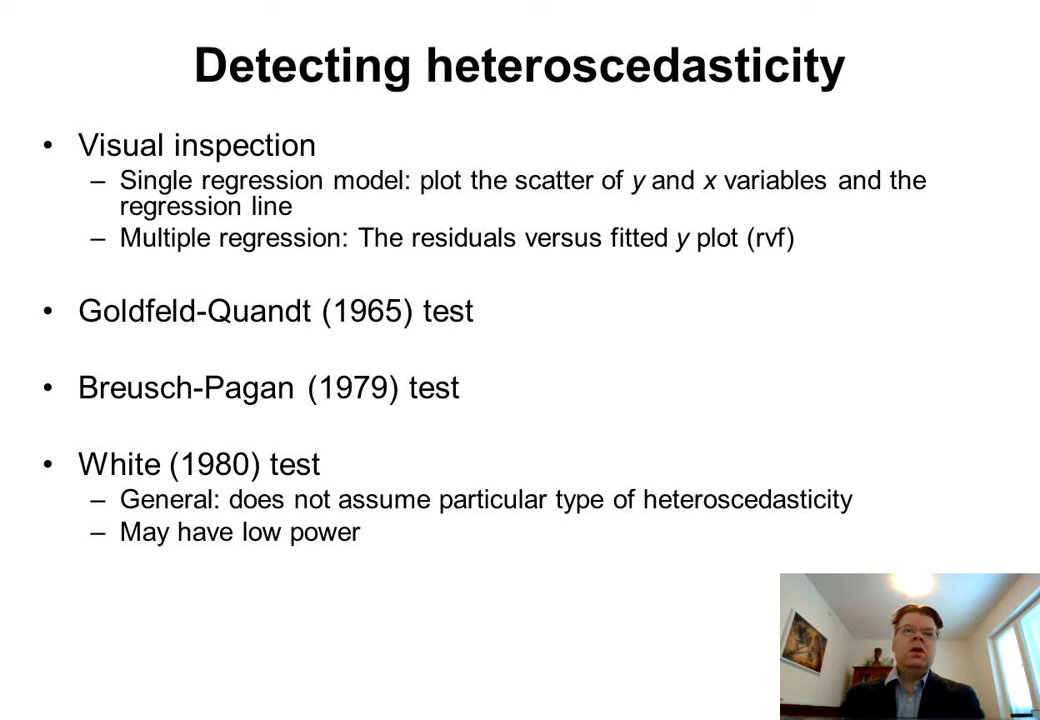 Detecting heteroscedasticity
• Visual inspection
– Single regression model: plot the scatter of y and x variables and the
regression line
– Multiple regression: The residuals versus fitted y plot (rvf)
• Goldfeld-Quandt (1965) test
• Breusch-Pagan (1979) test
• White (1980) test
– General: does not assume particular type of heteroscedasticity
– May have low power